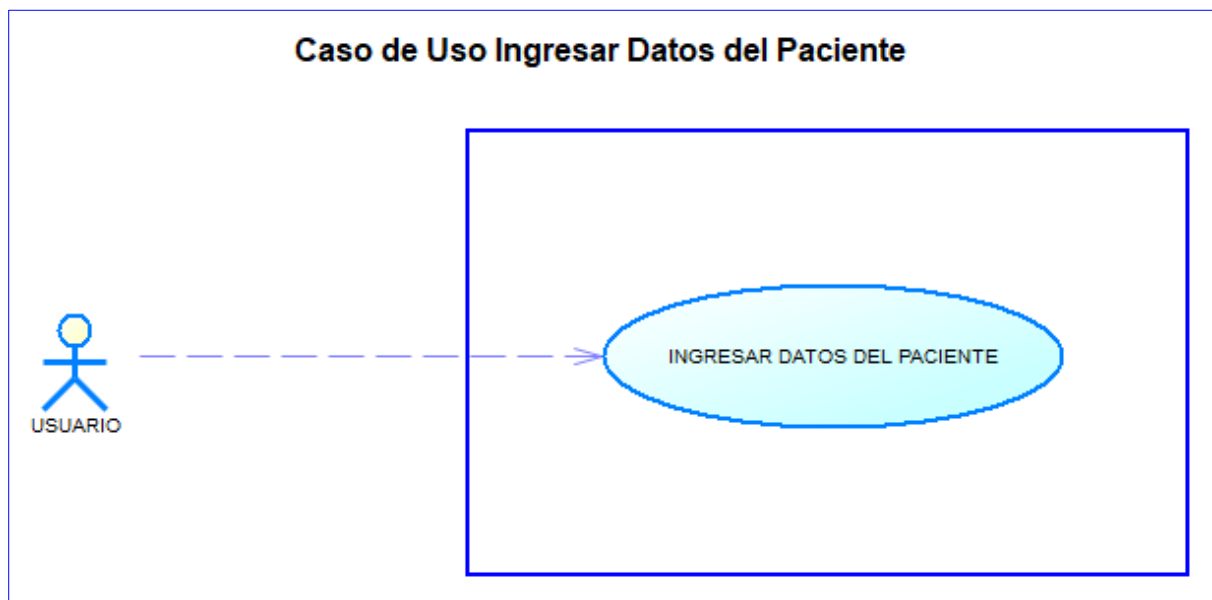 Caso de Uso Ingresar Datos del Paciente
INGRESAR DATOS DEL PACIENTE
USUARIO